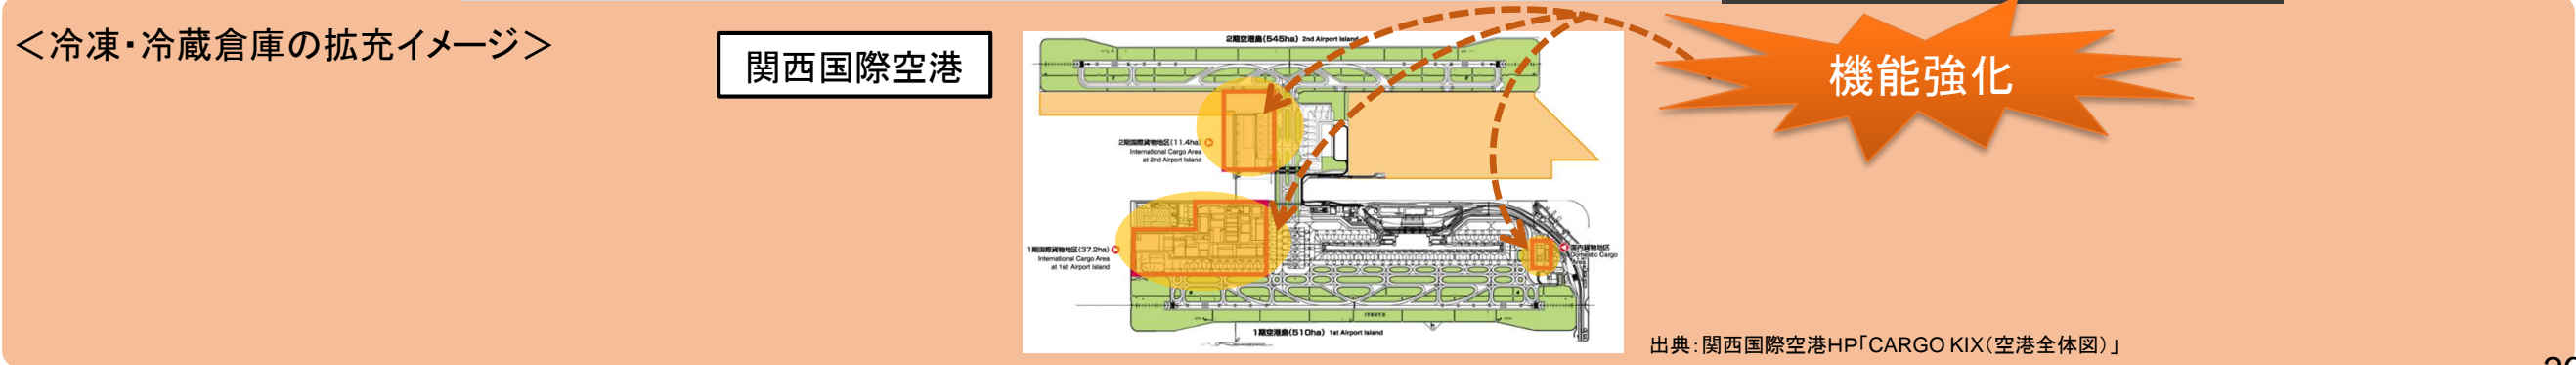 ＜冷凍・冷蔵倉庫の拡充イメージ＞
関西国際空港
機能強化
2期空港島(545ha) 2nd Airport Island
2期国際貨物地区(11.4ha)
International Cargo Area
at 2nd Airport Island
1期国際貨物地区(37.2ha)
International Cargo Area
at 1st Airport Island
国内貨物地区
Domestic Cargo
Area
1期空港島(510ha) 1st Airport Island
出典：関西国際空港HP「CARGO KIX（空港全体図）」